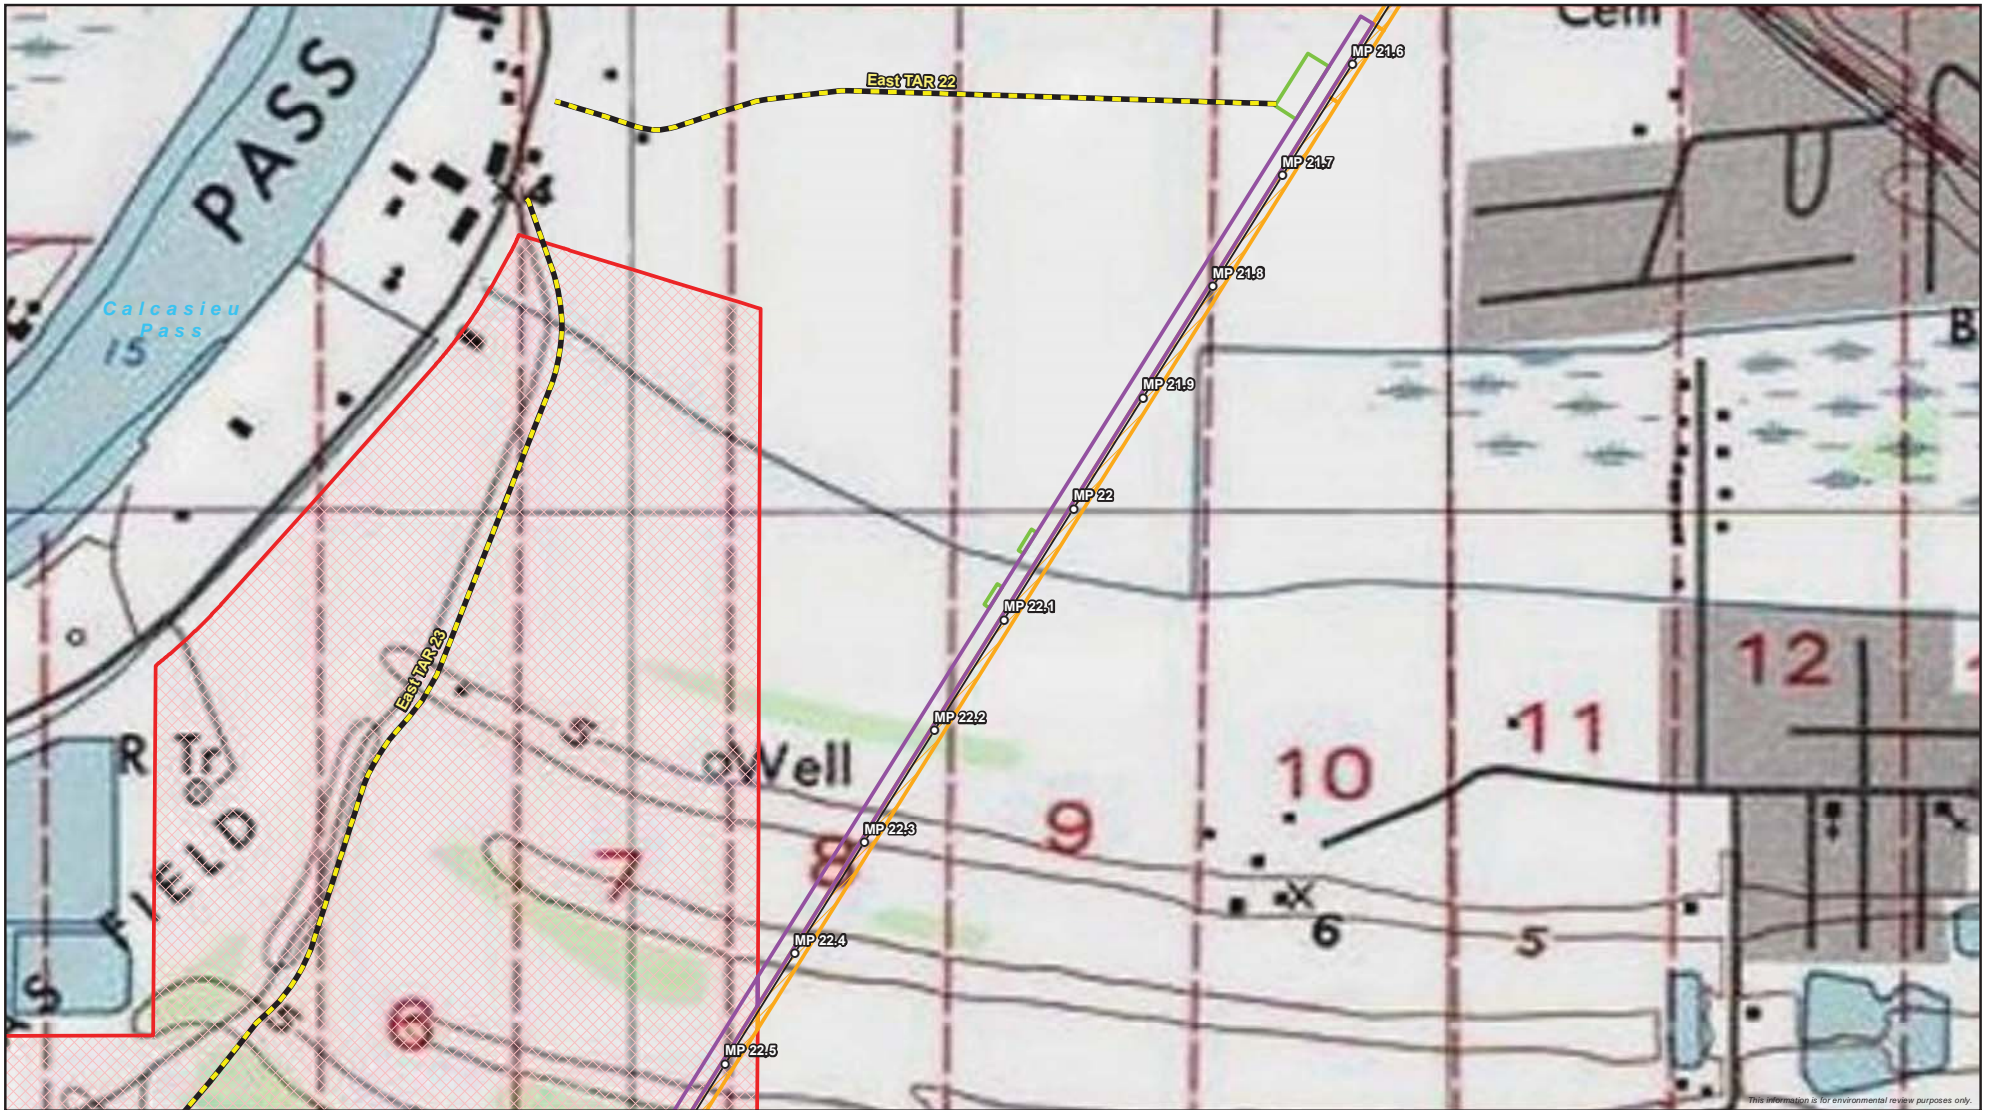 Cem
MP 21.6
East TAR 22
PASS
MP 21.7
MP 21.8
Calcasieu
Pass
15
B
MP 21.9
MP 22
MP 22.1
12
East TAR 23
11
MP 22.2
5
R
Tr
Well
10
MP 22.3
9
8
7
FIELD
6
5
MP 22.4
S
6
MP 22.5
This information is for environmental review purposes only.